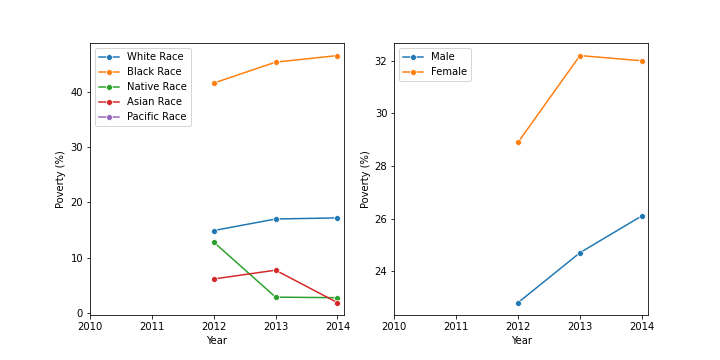 White Race
Black Race
Native Race
Asian Race
Pacific Race
Poverty (%)
40
30
20
10
0
2010 2011 2012 2013 2014
Year
Male
Female
Poverty (%)
32
30
28
26
24
2010 2011 2012 2013 2014
Year